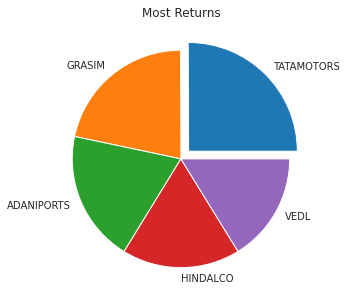 Most Returns
TATAMOTORS
GRASIM
ADANIPORTS
HINDALCO
VEDL